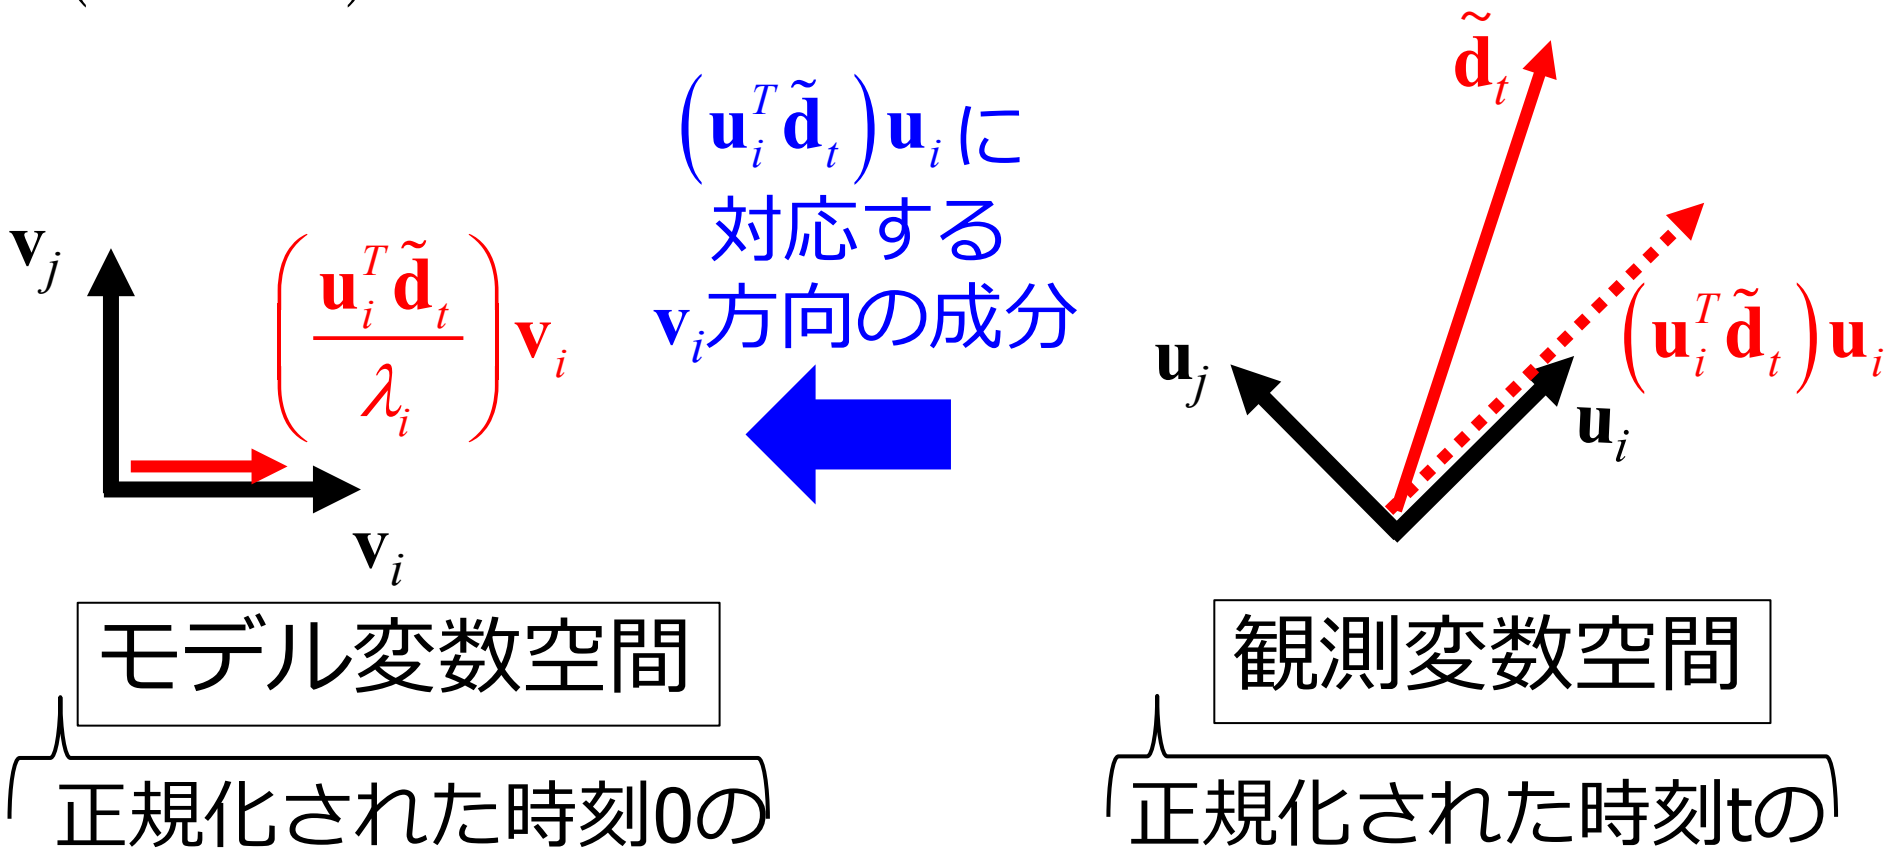 d̃_t
(u_i^T d̃_t) u_i に
対応する
v_i方向の成分
v_j
(u_i^T d̃_t / λ_i) v_i
(u_i^T d̃_t) u_i
u_j
u_i
v_i
モデル変数空間
観測変数空間
正規化された時刻0の
正規化された時刻tの